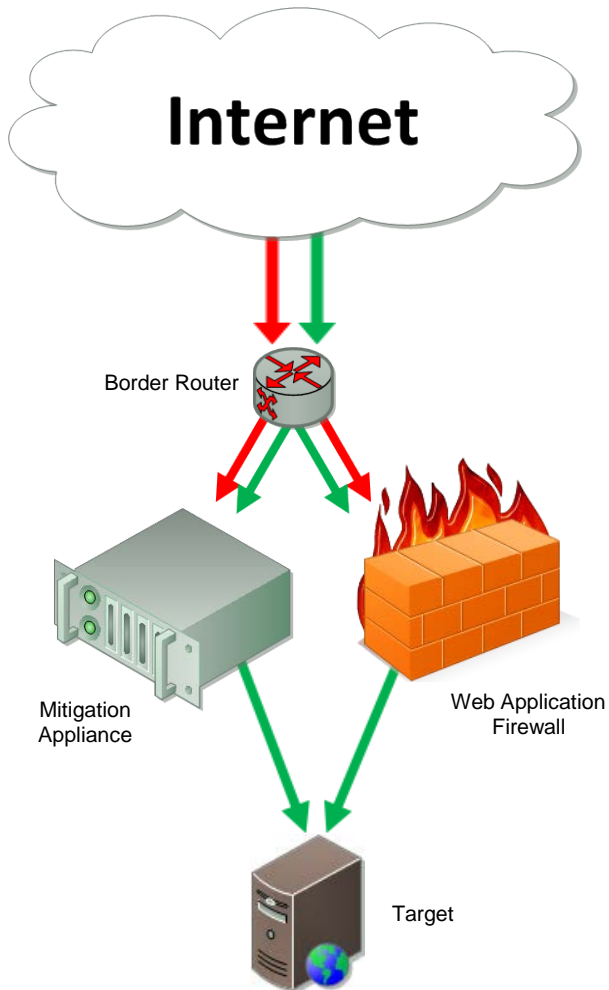 Internet
Border Router
Mitigation
Appliance
Web Application
Firewall
Target